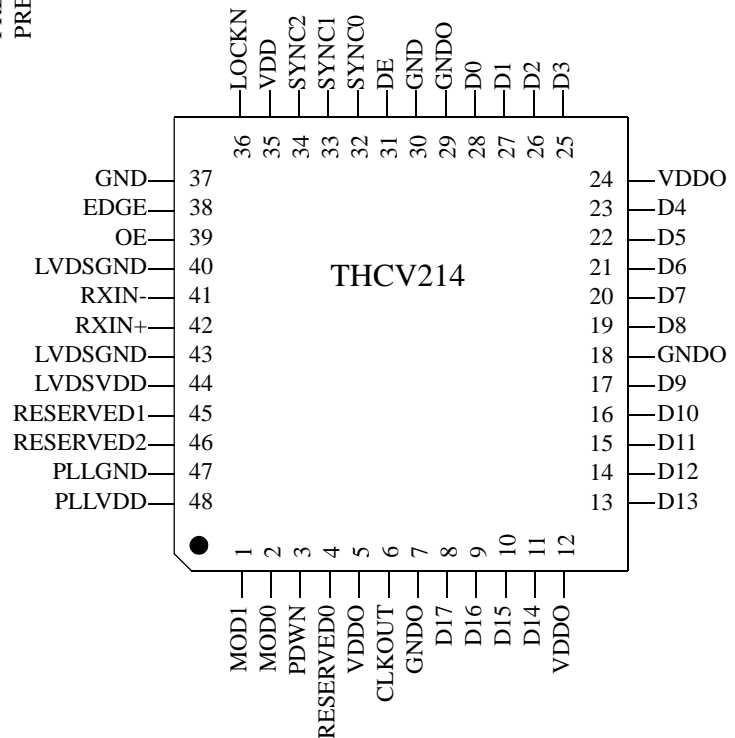 PRE
LOCKN
VDD
SYNC2
SYNC1
SYNC0
DE
GND
GNDO
D0
D1
D2
D3
36
35
34
33
32
31
30
29
28
27
26
25
GND 37
EDGE 38
OE 39
LVDSGND 40
RXIN- 41
RXIN+ 42
LVDSGND 43
LVDSVDD 44
RESERVED1 45
RESERVED2 46
PLLGND 47
PLLVDD 48
THCV214
24 VDDO
23 D4
22 D5
21 D6
20 D7
19 D8
18 GNDO
17 D9
16 D10
15 D11
14 D12
13 D13
1
2
3
4
5
6
7
8
9
10
11
12
MOD1
MOD0
PDWN
RESERVED0
VDDO
CLKOUT
GNDO
D17
D16
D15
D14
VDDO